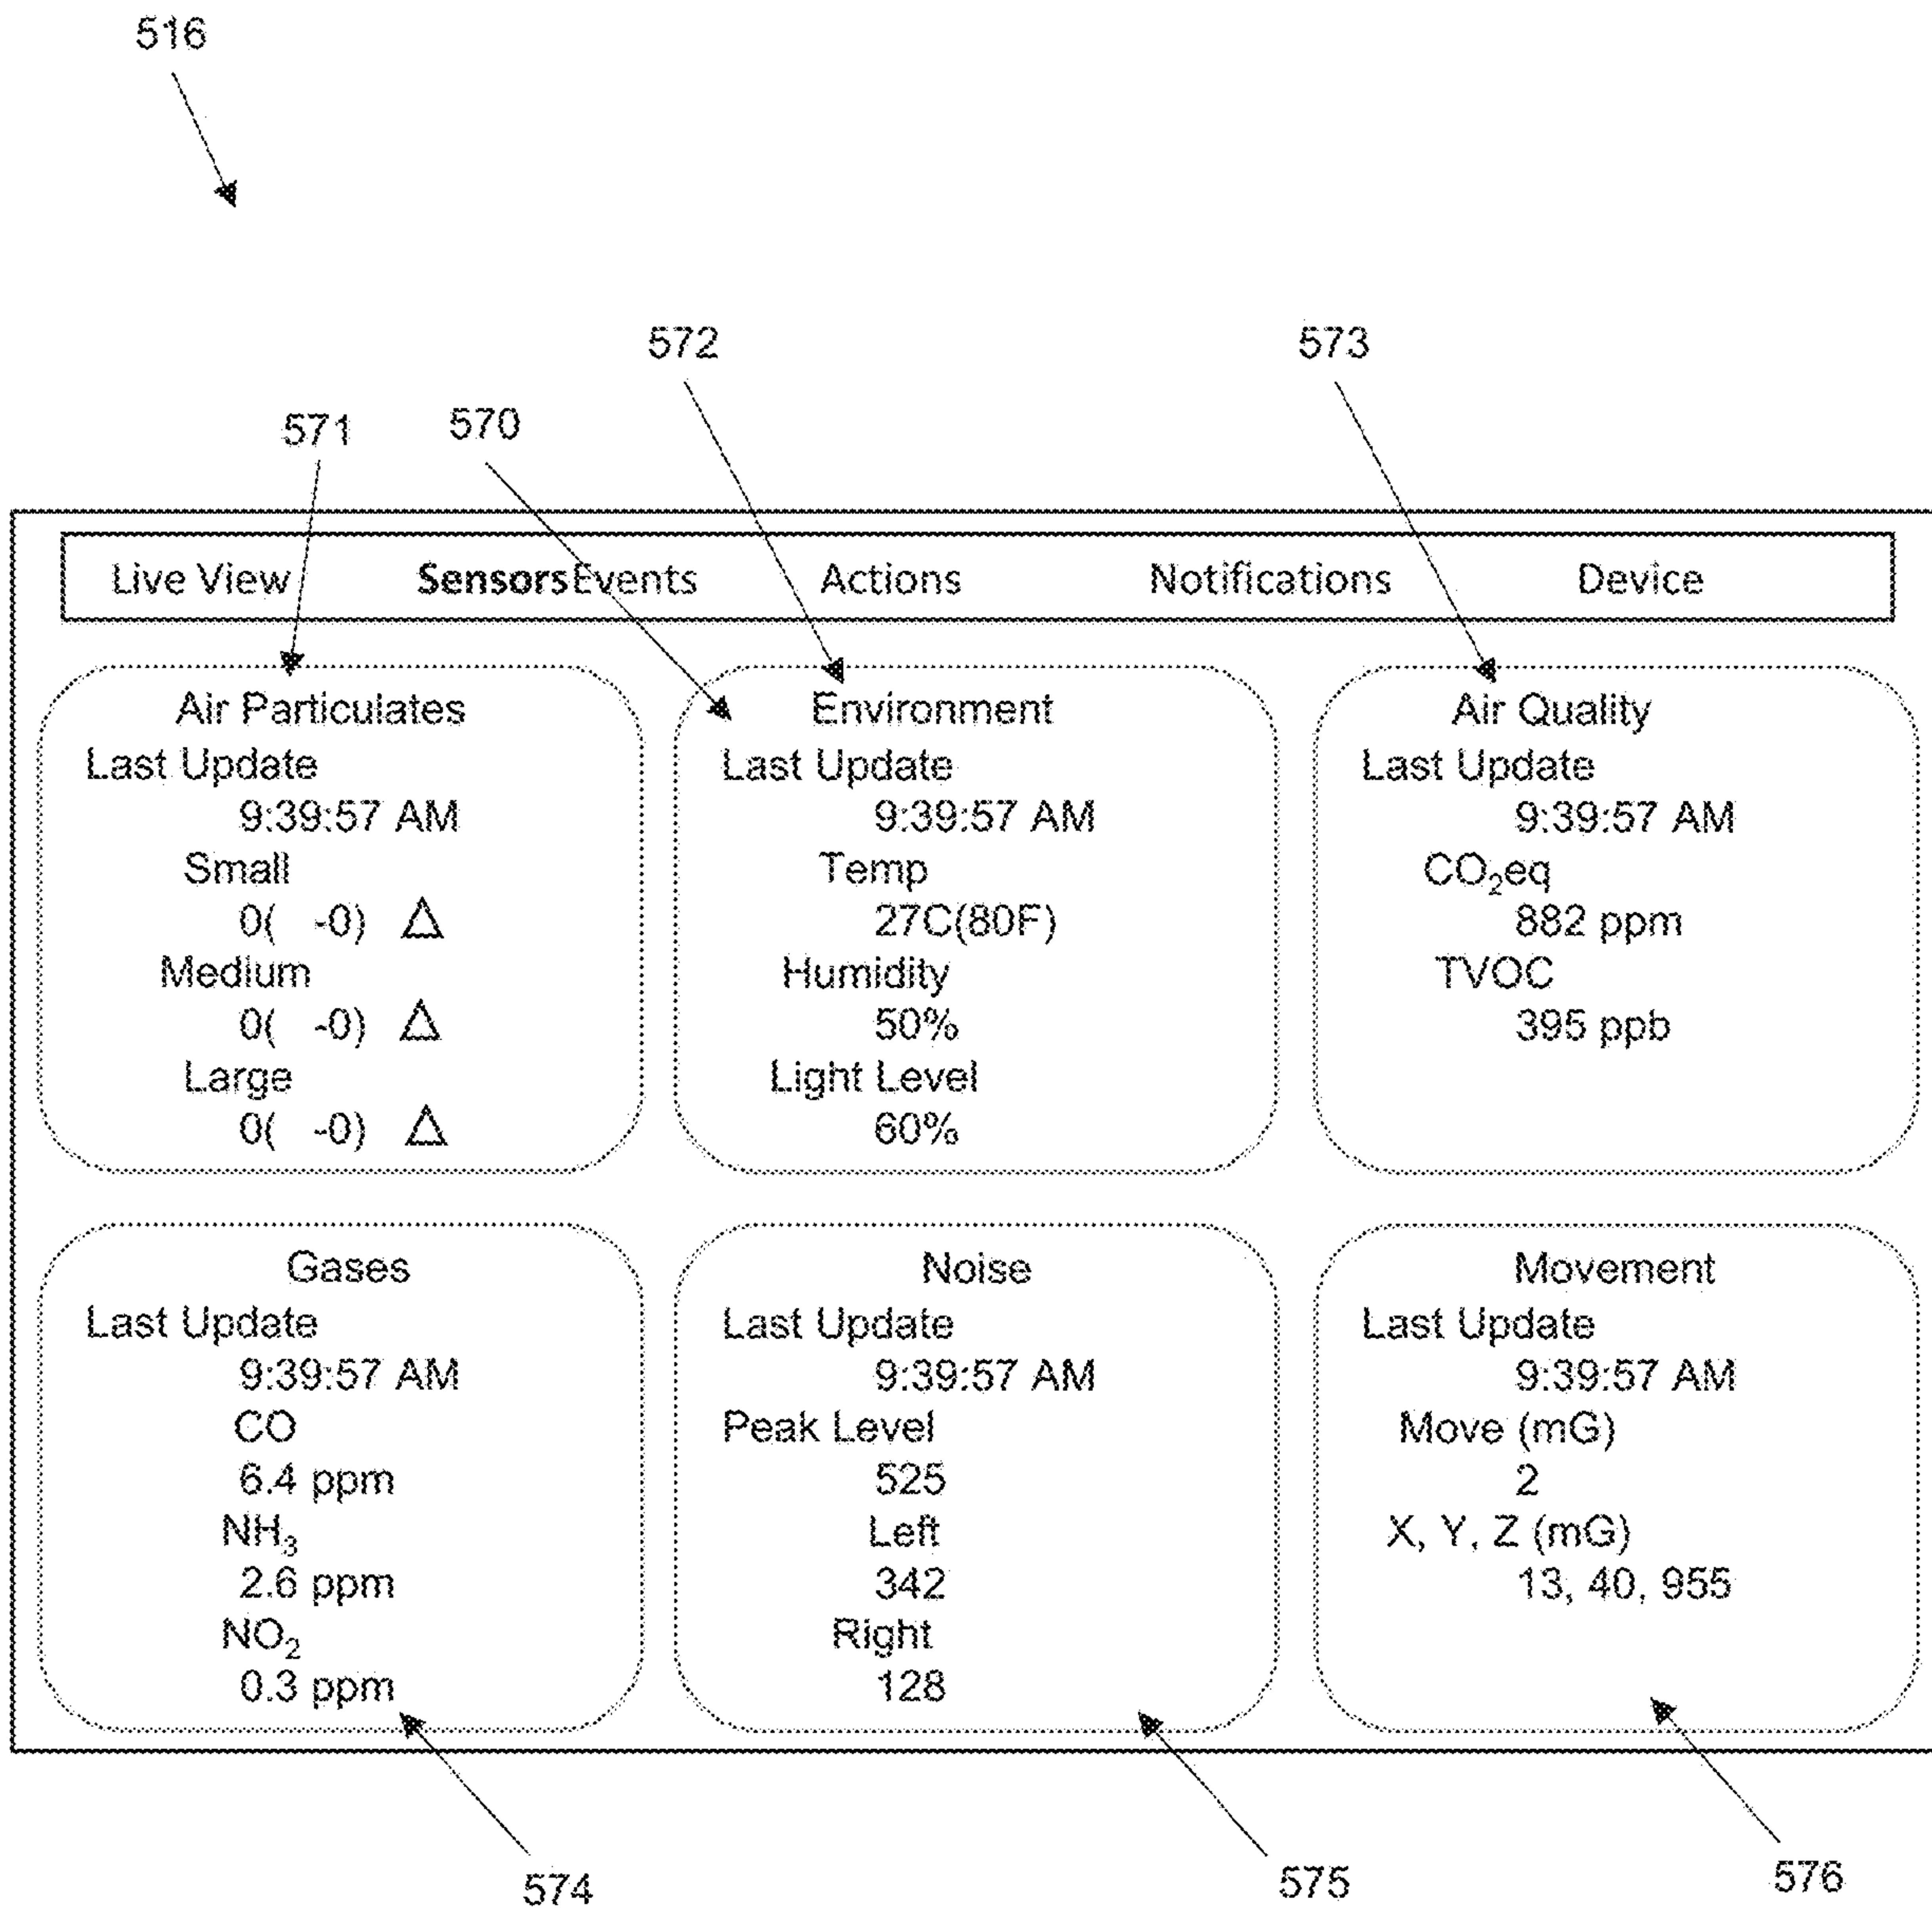 516
572
573
571
570
Live View SensorsEvents Actions Notifications Device
Air Particulates
Last Update
9:39:57 AM
Small
0( -0) △
Medium
0( -0) △
Large
0( -0) △
Environment
Last Update
9:39:57 AM
Temp
27C(80F)
Humidity
50%
Light Level
60%
Air Quality
Last Update
9:39:57 AM
CO₂eq
882 ppm
TVOC
395 ppb
Gases
Last Update
9:39:57 AM
CO
6.4 ppm
NH₃
2.6 ppm
NO₂
0.3 ppm
Noise
Last Update
9:39:57 AM
Peak Level
525
Left
342
Right
128
Movement
Last Update
9:39:57 AM
Move (mG)
2
X, Y, Z (mG)
13, 40, 955
574
575
576